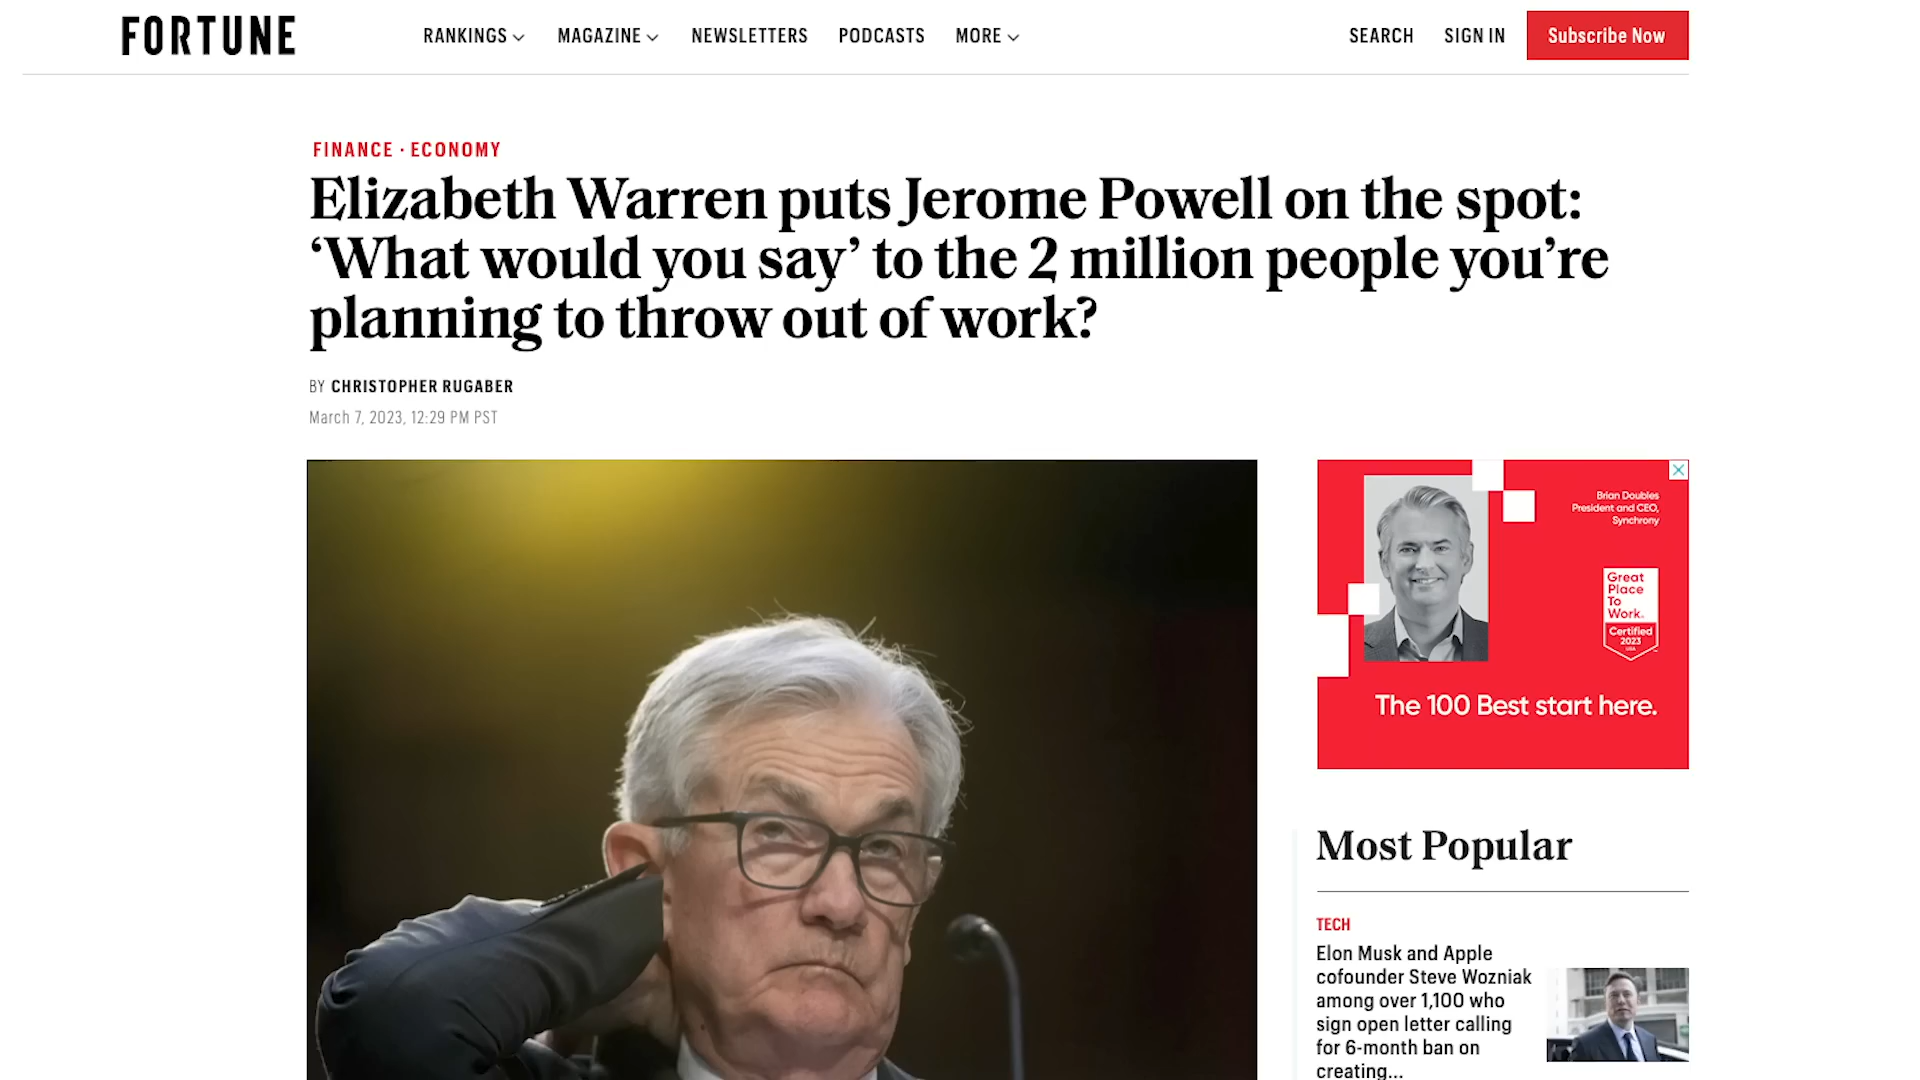 FORTUNE
RANKINGS MAGAZINE NEWSLETTERS PODCASTS MORE SEARCH SIGN IN Subscribe Now
FINANCE · ECONOMY
Elizabeth Warren puts Jerome Powell on the spot:
‘What would you say’ to the 2 million people you’re
planning to throw out of work?
BY CHRISTOPHER RUGABER
March 7, 2023, 12:29 PM PST
Brian Doubles
President and CEO,
Synchrony
Great
Place
To
Work.
Certified
2023
USA
The 100 Best start here.
Most Popular
TECH
Elon Musk and Apple
cofounder Steve Wozniak
among over 1,100 who
sign open letter calling
for 6-month ban on
creating...